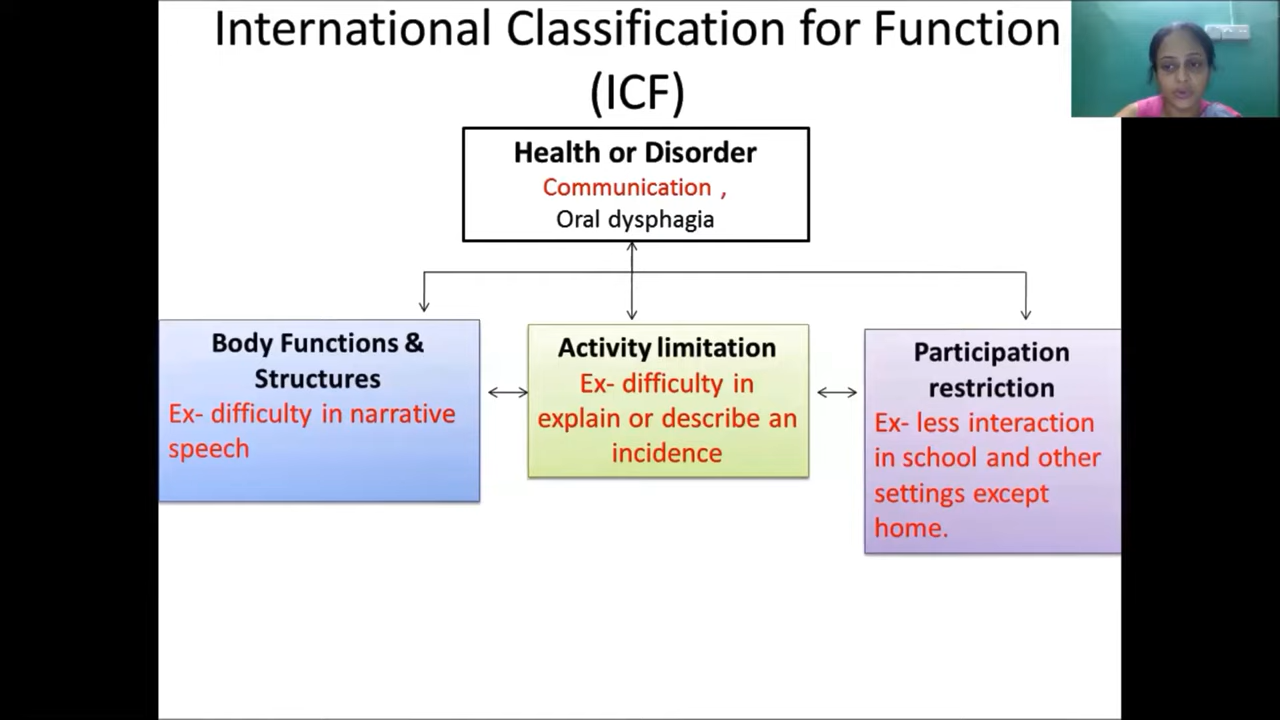 International Classification for Function
(ICF)
Health or Disorder
Communication ,
Oral dysphagia
Body Functions &
Structures
Ex- difficulty in narrative
speech
Activity limitation
Ex- difficulty in
explain or describe an
incidence
Participation
restriction
Ex- less interaction
in school and other
settings except
home.